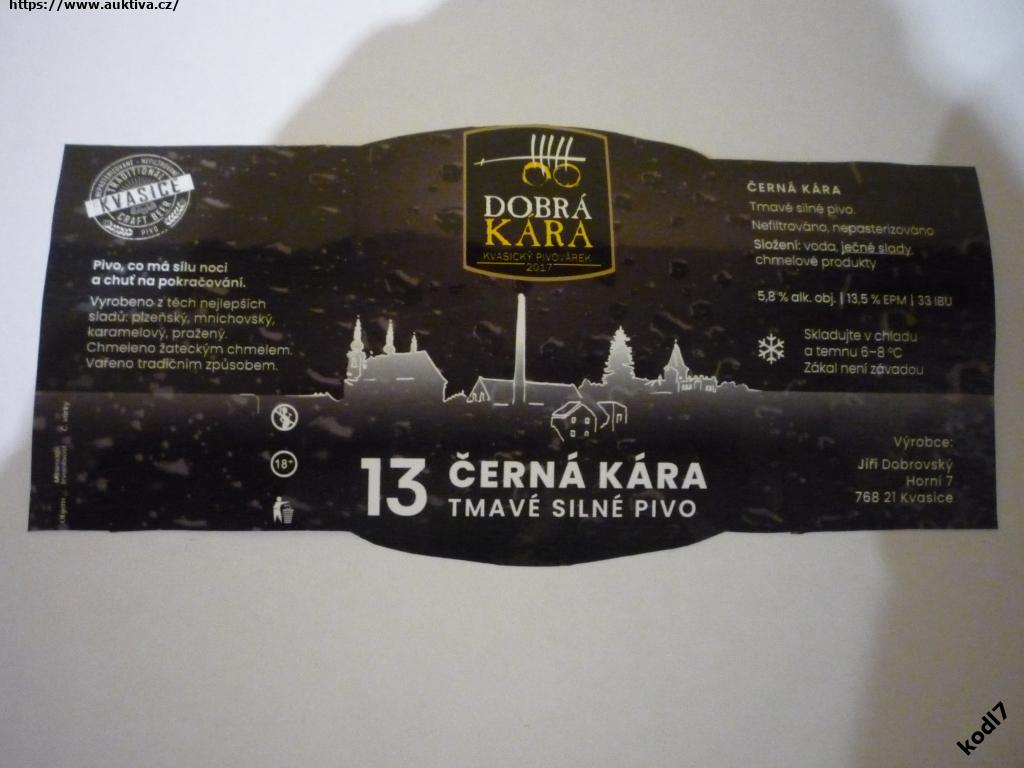 https://www.auktiva.cz/
TRADITIONAL
KVASICE
CRAFT BEER
PIVO
Pivo, co má sílu noci
a chuť na pokračování.
Vyrobeno z těch nejlepších
sladů: plzeňský, mnichovský,
karamelový, pražený.
Chmeleno žateckým chmelem.
Vařeno tradičním způsobem.
DOBRÁ
KÁRA
KVASICKÝ PIVOVÁREK
2017
18+
13 ČERNÁ KÁRA
TMAVÉ SILNÉ PIVO
ČERNÁ KÁRA
Tmavé silné pivo.
Nefiltrováno, nepasterizováno
Složení: voda, ječné slady,
chmelové produkty
5,8 % alk. obj. | 13,5 % EPM | 33 IBU
Skladujte v chladu
a temnu 6–8 °C
Zákal není závadou
Výrobce:
Jiří Dobrovský
Horní 7
768 21 Kvasice
kodl7